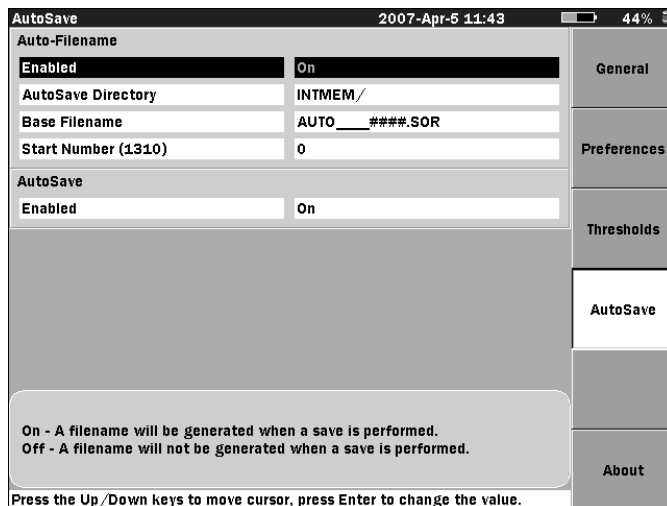 AutoSave 2007-Apr-5 11:43 44%
Auto-Filename
Enabled On
AutoSave Directory INTMEM/
Base Filename AUTO____####.SOR
Start Number (1310) 0
AutoSave
Enabled On
On - A filename will be generated when a save is performed.
Off - A filename will not be generated when a save is performed.
Press the Up/Down keys to move cursor, press Enter to change the value.
General
Preferences
Thresholds
AutoSave
About